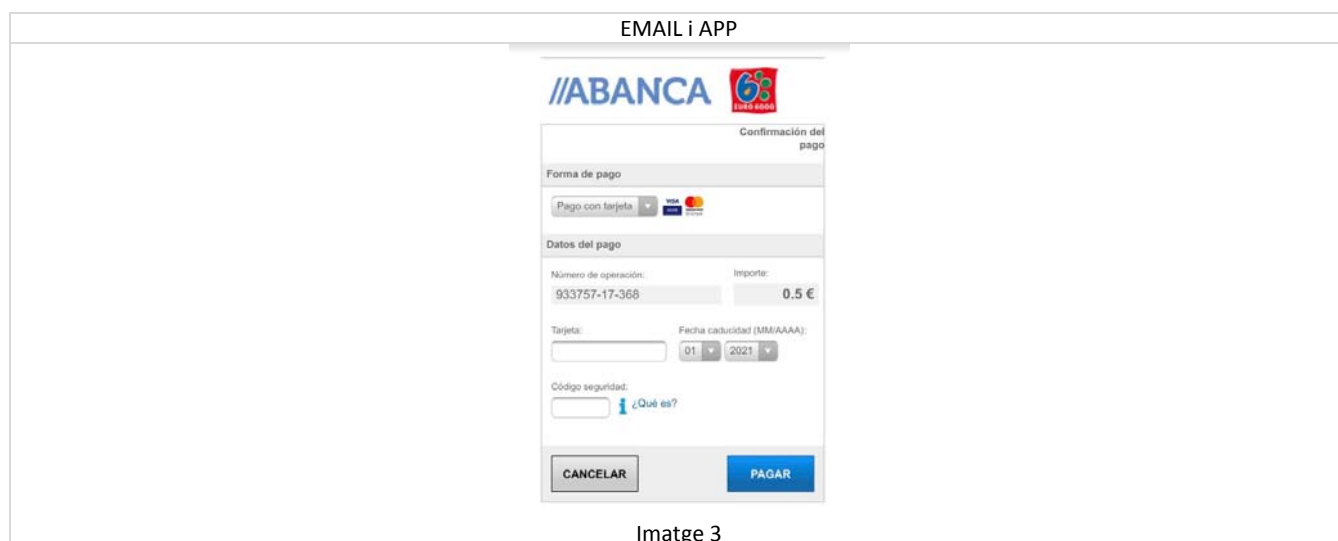 EMAIL i APP
//ABANCA 6 EURO 6000
Confirmación del
pago
Forma de pago
Pago con tarjeta VISA
Datos del pago
Número de operación: Importe:
933757-17-368 0.5 €
Tarjeta: Fecha caducidad (MM/AAAA):
01 2021
Código seguridad:
i ¿Qué es?
CANCELAR PAGAR
Imatge 3